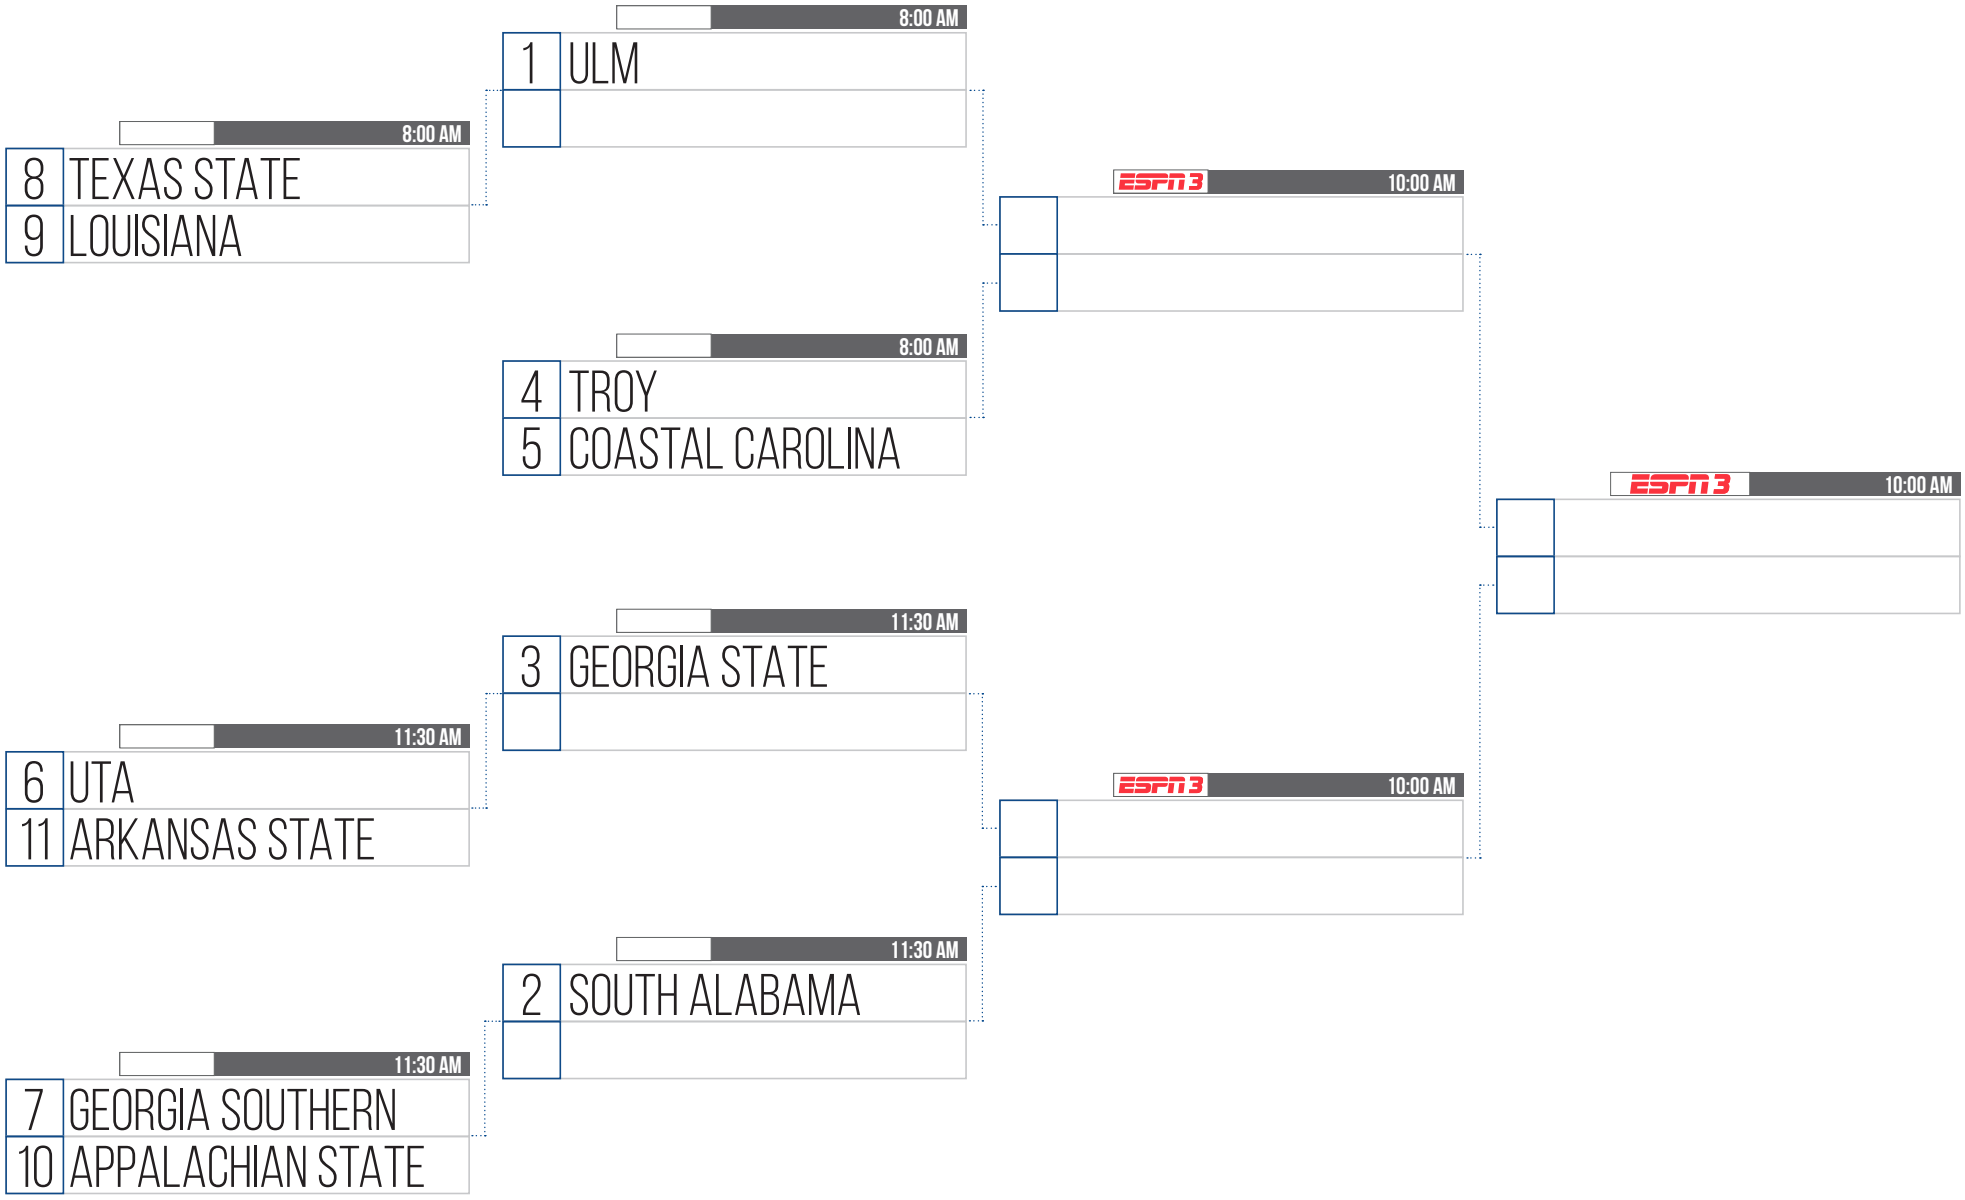 8:00 AM
1 ULM
8:00 AM
8 TEXAS STATE
9 LOUISIANA
ESPN3 10:00 AM
8:00 AM
4 TROY
5 COASTAL CAROLINA
ESPN3 10:00 AM
11:30 AM
3 GEORGIA STATE
11:30 AM
6 UTA
11 ARKANSAS STATE
ESPN3 10:00 AM
11:30 AM
2 SOUTH ALABAMA
11:30 AM
7 GEORGIA SOUTHERN
10 APPALACHIAN STATE